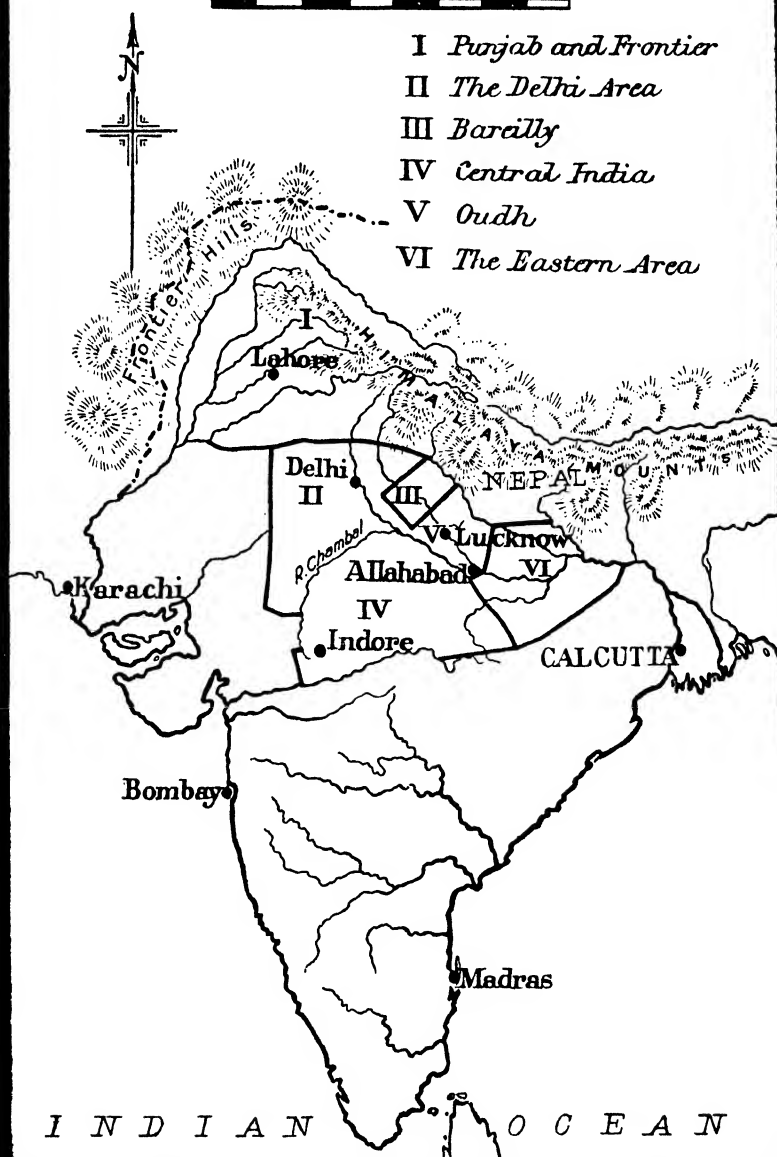 I Punjab and Frontier
II The Delhi Area
III Bareilly
IV Central India
V Oudh
VI The Eastern Area
N
Frontier Hills
I
Lahore
HIMALAYA MOUNTS
NEPAL
Delhi
II
III
V Lucknow
R. Chambal
Allahabad
VI
Karachi
IV
Indore
CALCUTTA
Bombay
Madras
INDIAN OCEAN